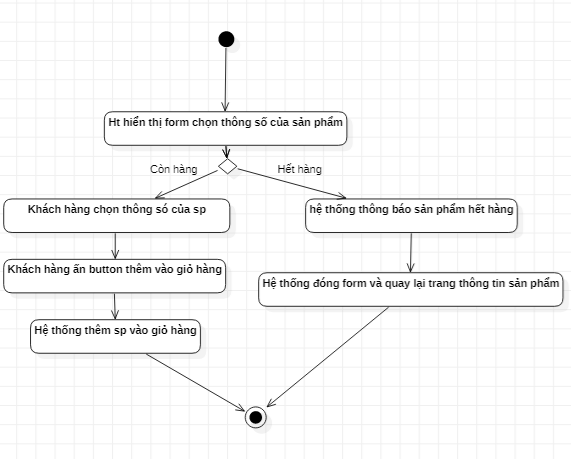 Ht hiển thị form chọn thông số của sản phẩm
Còn hàng
Hết hàng
Khách hàng chọn thông só của sp
hệ thống thông báo sản phẩm hết hàng
Khách hàng ấn button thêm vào giỏ hàng
Hệ thống đóng form và quay lại trang thông tin sản phẩm
Hệ thống thêm sp vào giỏ hàng